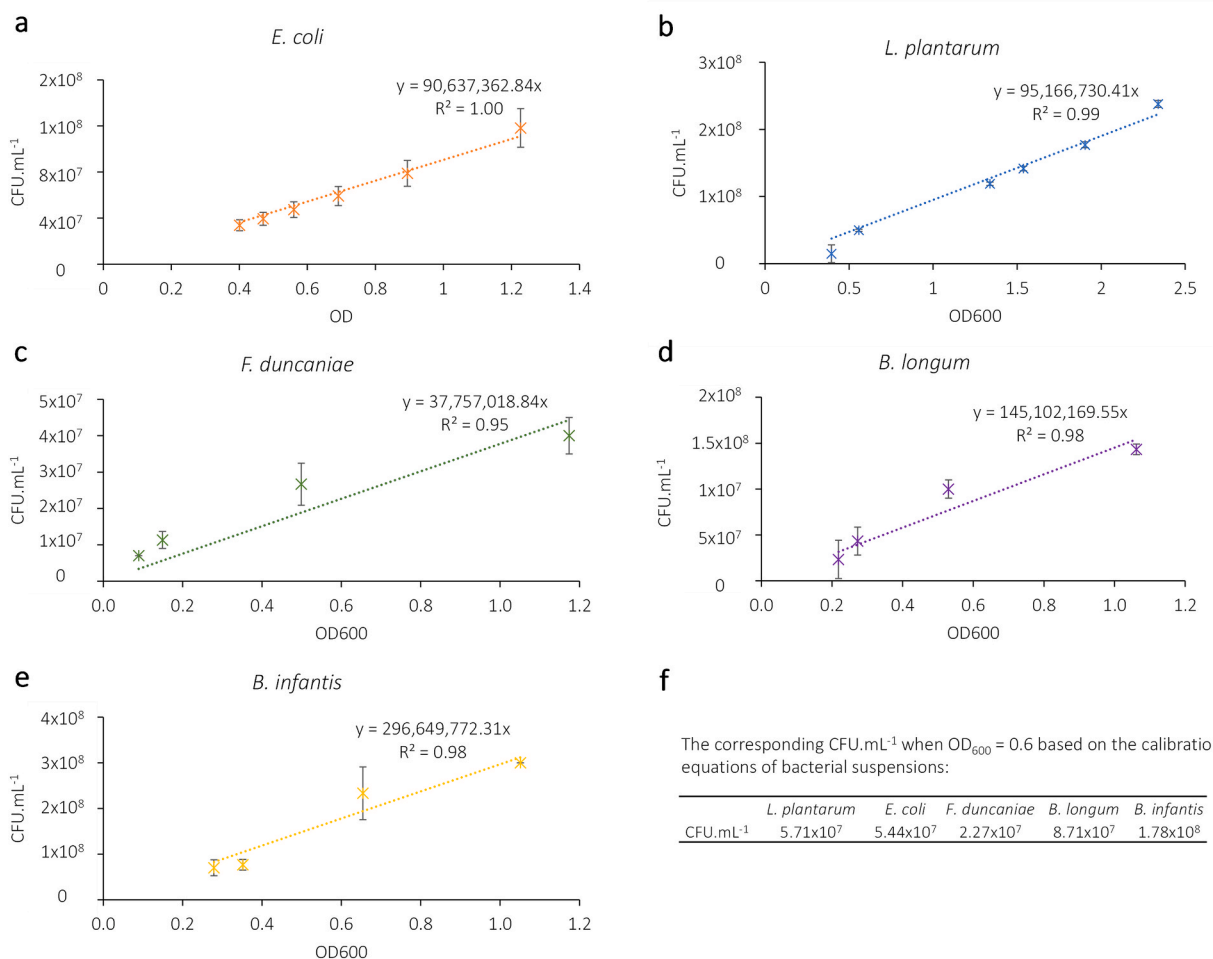 a
E. coli
2x10⁸
1x10⁸
8x10⁷
4x10⁷
0
CFU.mL⁻¹
y = 90,637,362.84x
R² = 1.00
0 0.2 0.4 0.6 0.8 1 1.2 1.4
OD
b
L. plantarum
3x10⁸
2x10⁸
1x10⁸
0
CFU.mL⁻¹
y = 95,166,730.41x
R² = 0.99
0 0.5 1 1.5 2 2.5
OD600
c
F. duncaniae
5x10⁷
4x10⁷
3x10⁷
2x10⁷
1x10⁷
0
CFU.mL⁻¹
y = 37,757,018.84x
R² = 0.95
0.0 0.2 0.4 0.6 0.8 1.0 1.2
OD600
d
B. longum
2x10⁸
1.5x10⁸
1x10⁷
5x10⁷
0
CFU.mL⁻¹
y = 145,102,169.55x
R² = 0.98
0.0 0.2 0.4 0.6 0.8 1.0 1.2
OD600
e
B. infantis
4x10⁸
3x10⁸
2x10⁸
1x10⁸
0
CFU.mL⁻¹
y = 296,649,772.31x
R² = 0.98
0.0 0.2 0.4 0.6 0.8 1.0 1.2
OD600
f
The corresponding CFU.mL⁻¹ when OD₆₀₀ = 0.6 based on the calibratio
equations of bacterial suspensions:
L. plantarum E. coli F. duncaniae B. longum B. infantis
CFU.mL⁻¹ 5.71x10⁷ 5.44x10⁷ 2.27x10⁷ 8.71x10⁷ 1.78x10⁸